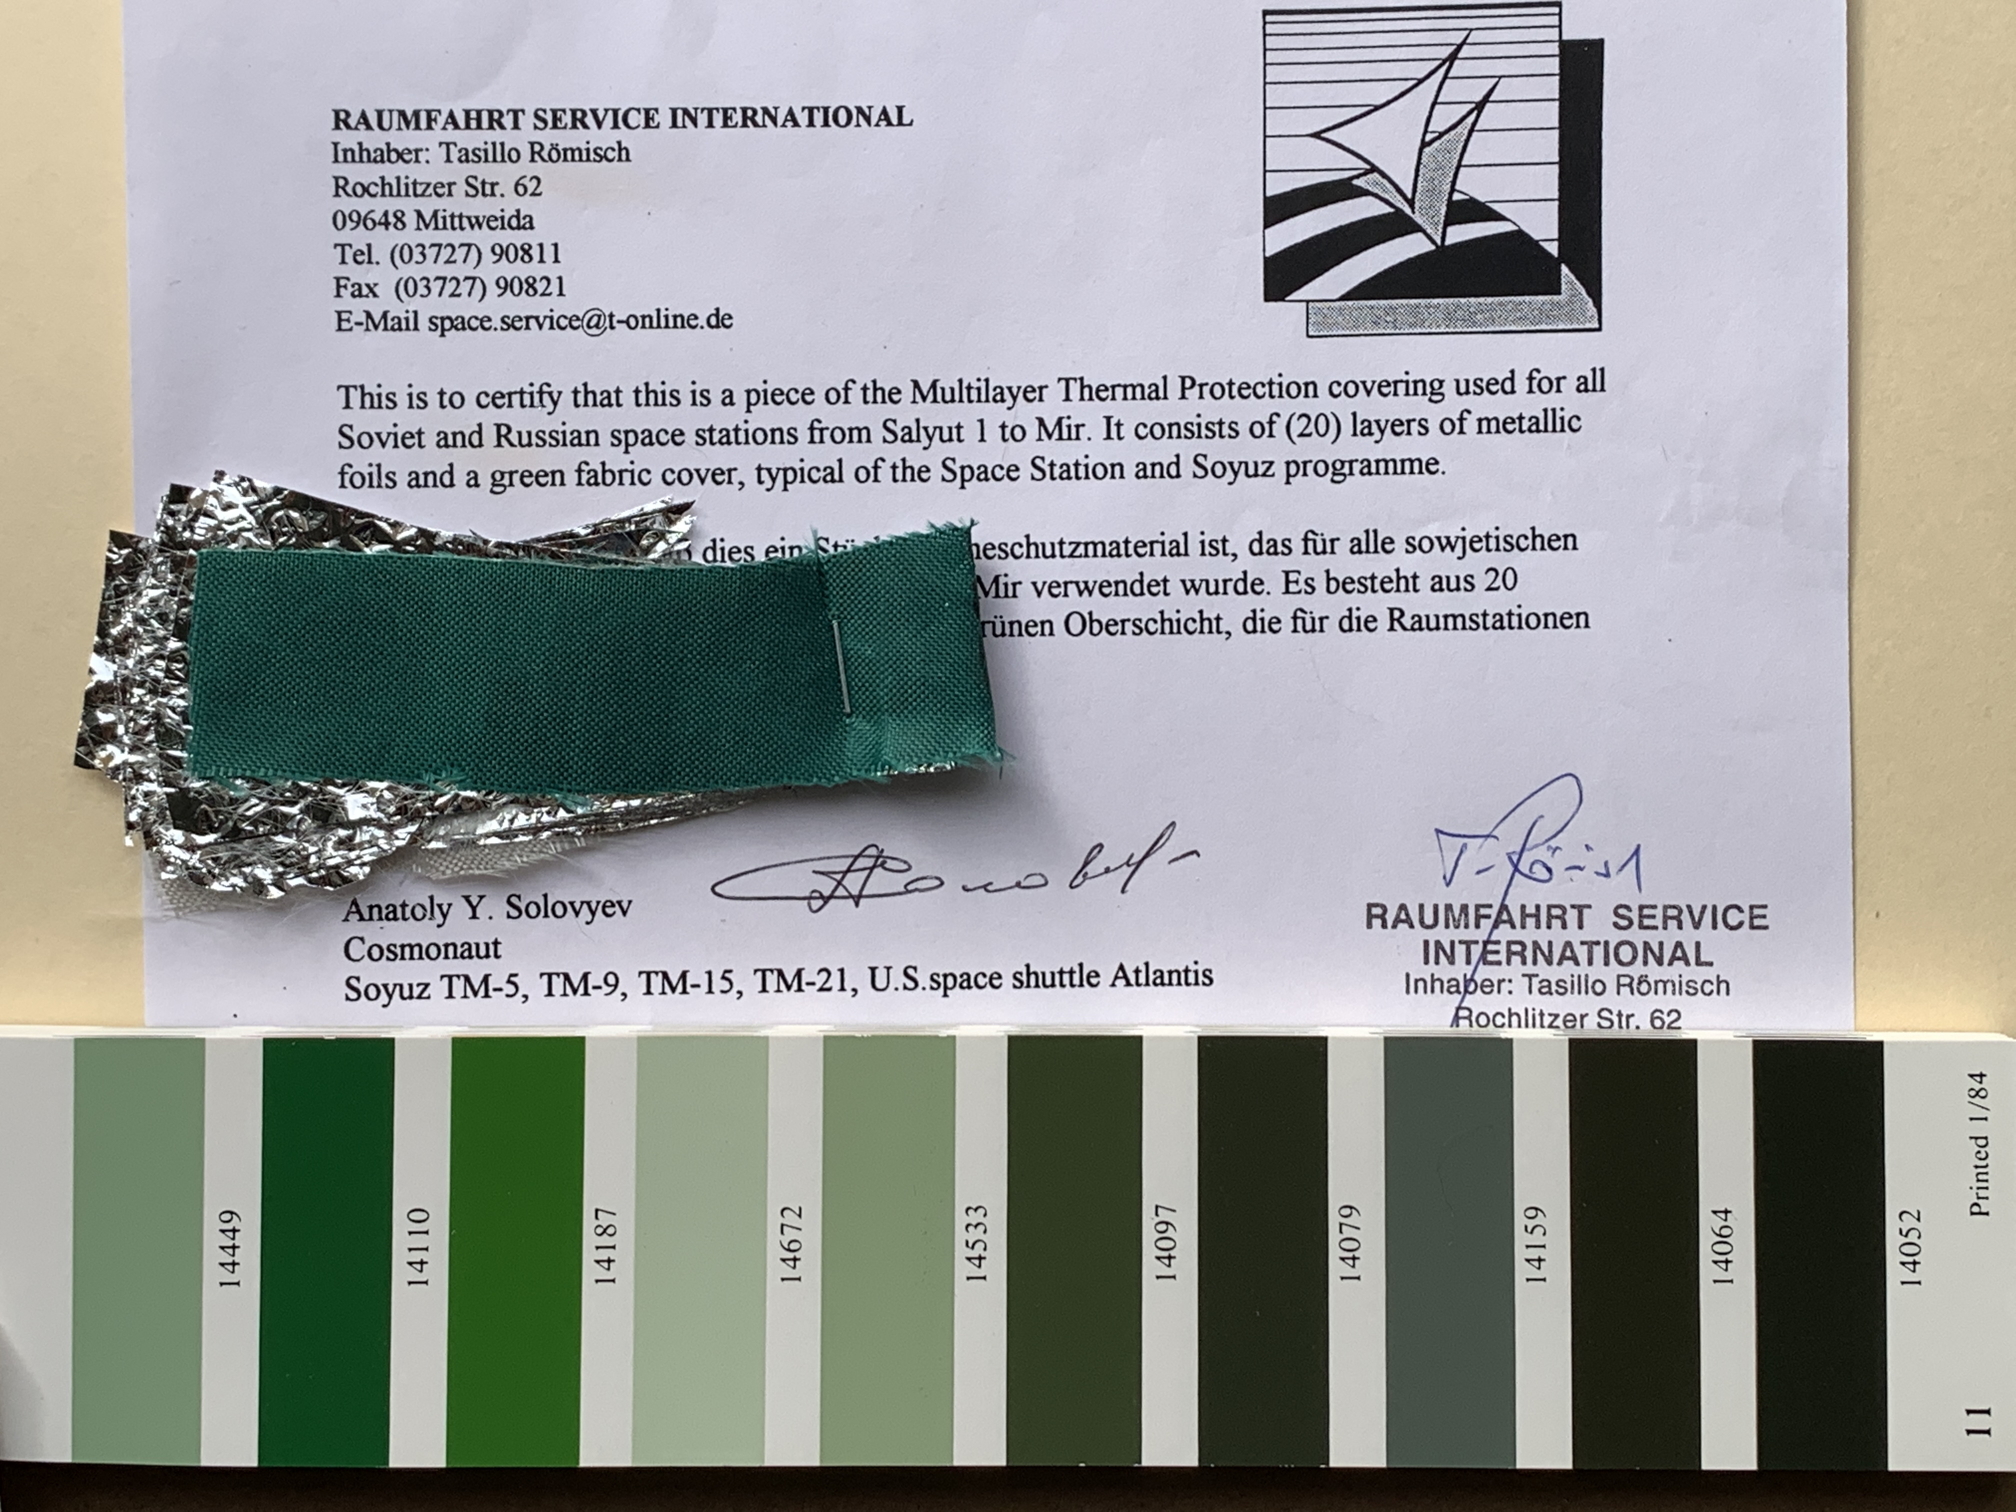 RAUMFAHRT SERVICE INTERNATIONAL
Inhaber: Tasillo Römisch
Rochlitzer Str. 62
09648 Mittweida
Tel. (03727) 90811
Fax (03727) 90821
E-Mail space.service@t-online.de
This is to certify that this is a piece of the Multilayer Thermal Protection covering used for all
Soviet and Russian space stations from Salyut 1 to Mir. It consists of (20) layers of metallic
foils and a green fabric cover, typical of the Space Station and Soyuz programme.
dies ein heschutzmaterial ist, das für alle sowjetischen
Mir verwendet wurde. Es besteht aus 20
rünen Oberschicht, die für die Raumstationen
Anatoly Y. Solovyev
Cosmonaut
Soyuz TM-5, TM-9, TM-15, TM-21, U.S.space shuttle Atlantis
RAUMFAHRT SERVICE
INTERNATIONAL
Inhaber: Tasillo Römisch
Rochlitzer Str. 62
14449
14110
14187
14672
14533
14097
14079
14159
14064
14052
Printed 1/84
11